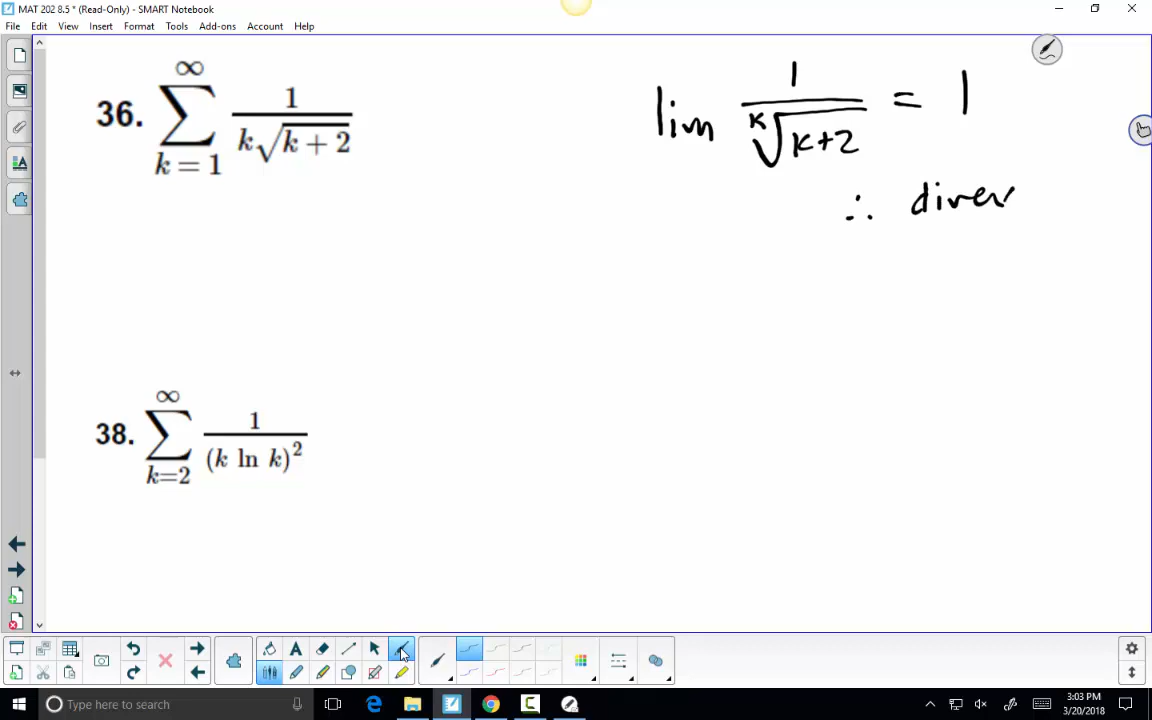 MAT 202 8.5 * (Read-Only) - SMART Notebook
File Edit View Insert Format Pages Tools Add-ons Account Help
36. ∞ ∑ k = 1 1 / k√(k + 2)
lim 1 / ᵏ√(k+2) = 1
∴ diver
38. ∞ ∑ k=2 1 / (k ln k)²
Type here to search
3:03 PM
3/20/2018